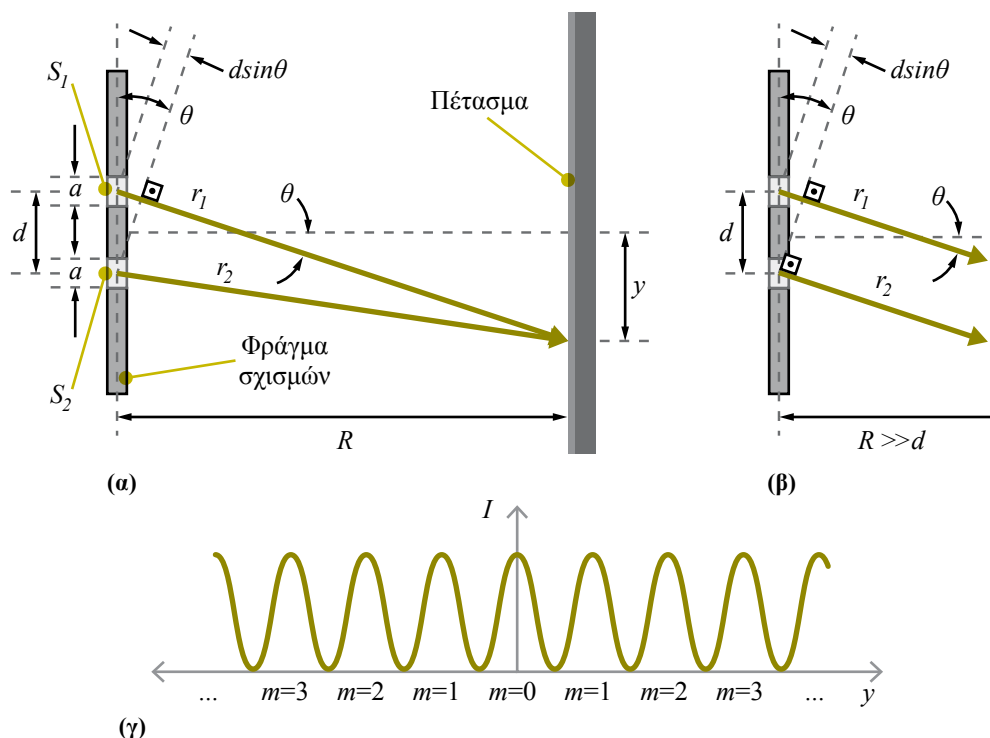 S₁
dsinθ
θ
Πέτασμα
a
d
r₁
θ
a
r₂
y
S₂
Φράγμα
σχισμών
R
(α)
dsinθ
θ
r₁
θ
d
r₂
R >>d
(β)
I
... m=3 m=2 m=1 m=0 m=1 m=2 m=3 ... y
(γ)